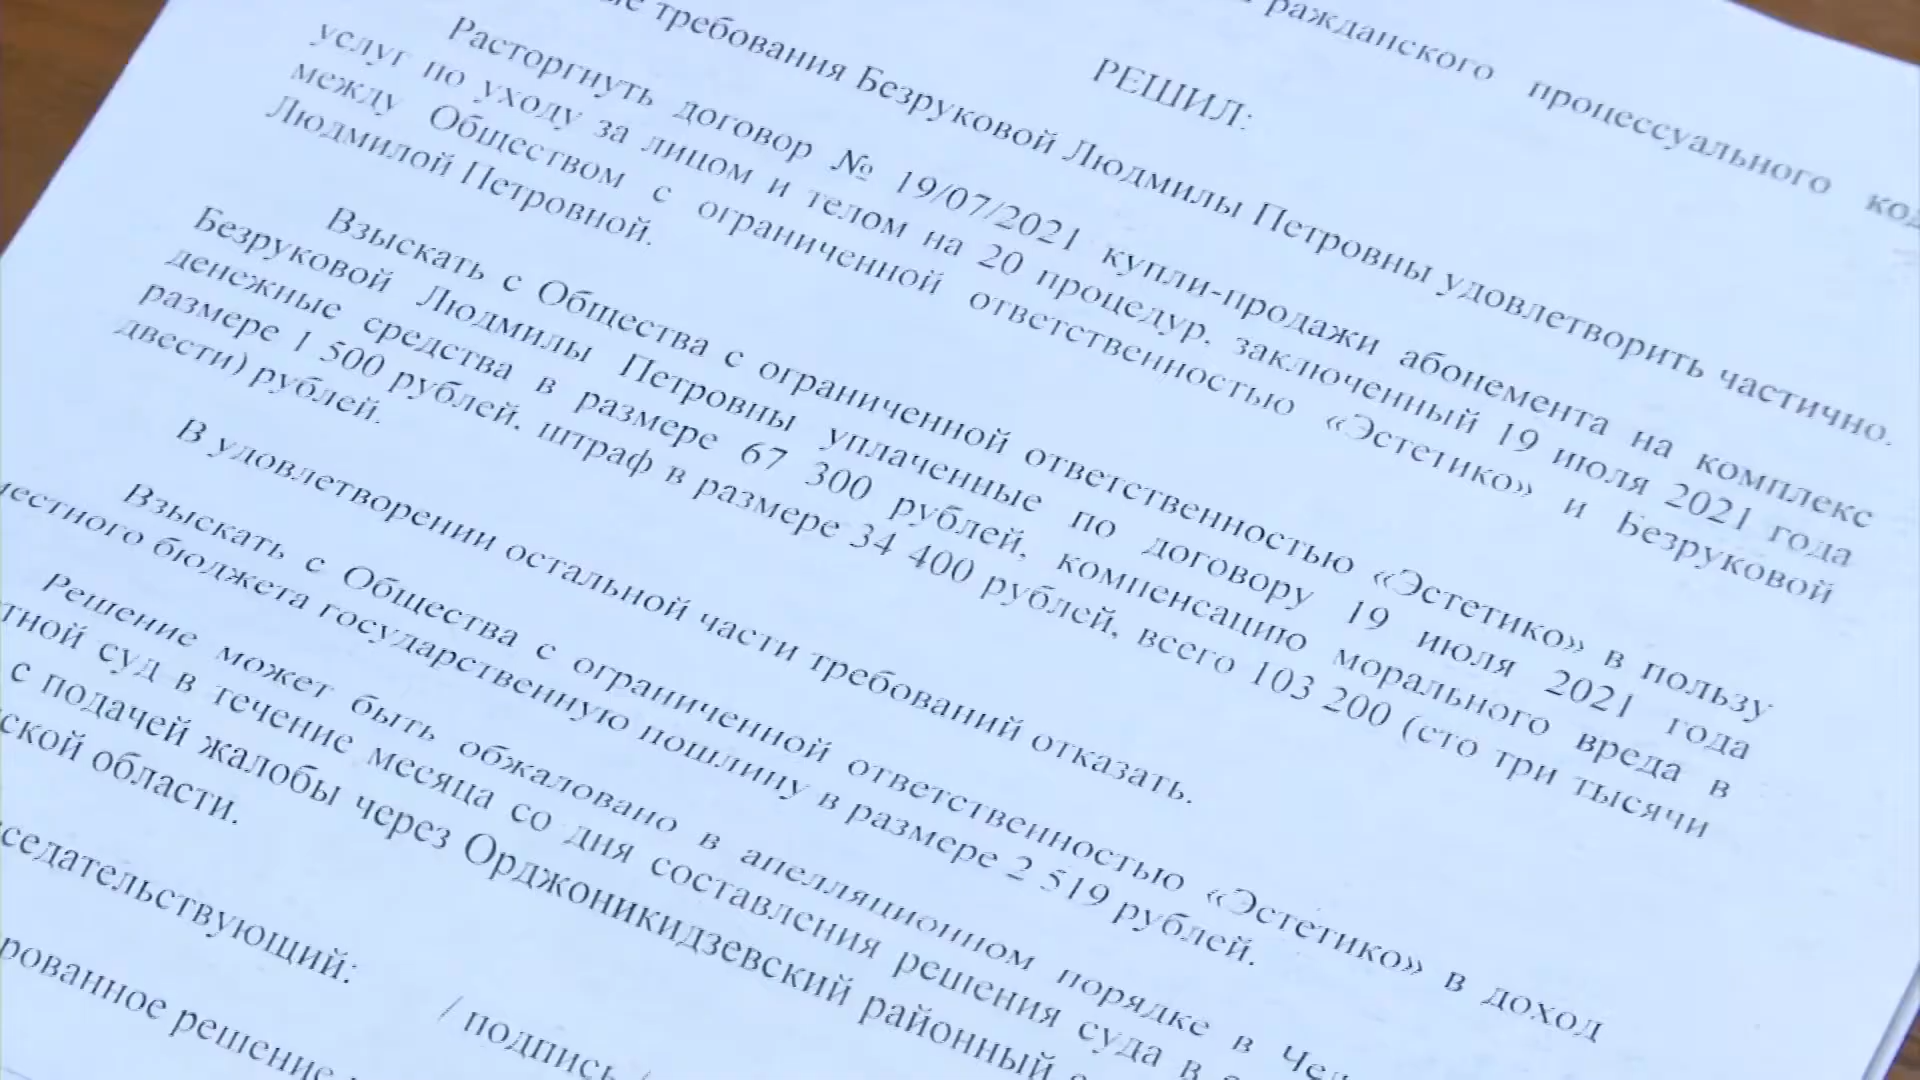 ражданского процессуального
РЕШИЛ:
требования Безруковой Людмилы Петровны удовлетворить частично.
Расторгнуть договор № 19/07/2021 купли-продажи абонемента на комплекс
услуг по уходу за лицом и телом на 20 процедур, заключенный 19 июля 2021 года
между Обществом с ограниченной ответственностью «Эстетико» и Безруковой
Людмилой Петровной.
Взыскать с Общества с ограниченной ответственностью «Эстетико» в пользу
Безруковой Людмилы Петровны уплаченные по договору 19 июля 2021 года
денежные средства в размере 67 300 рублей, компенсацию морального вреда в
размере 1 500 рублей, штраф в размере 34 400 рублей, всего 103 200 (сто три тысячи
двести) рублей.
В удовлетворении остальной части требований отказать.
Взыскать с Общества с ограниченной ответственностью «Эстетико» в доход
местного бюджета государственную пошлину в размере 2 519 рублей.
Решение может быть обжаловано в апелляционном порядке в Чел
тной суд в течение месяца со дня составления решения суда в
с подачей жалобы через Орджоникидзевский районный
ской области.
седательствующий:
/ подпись /
рованное решение